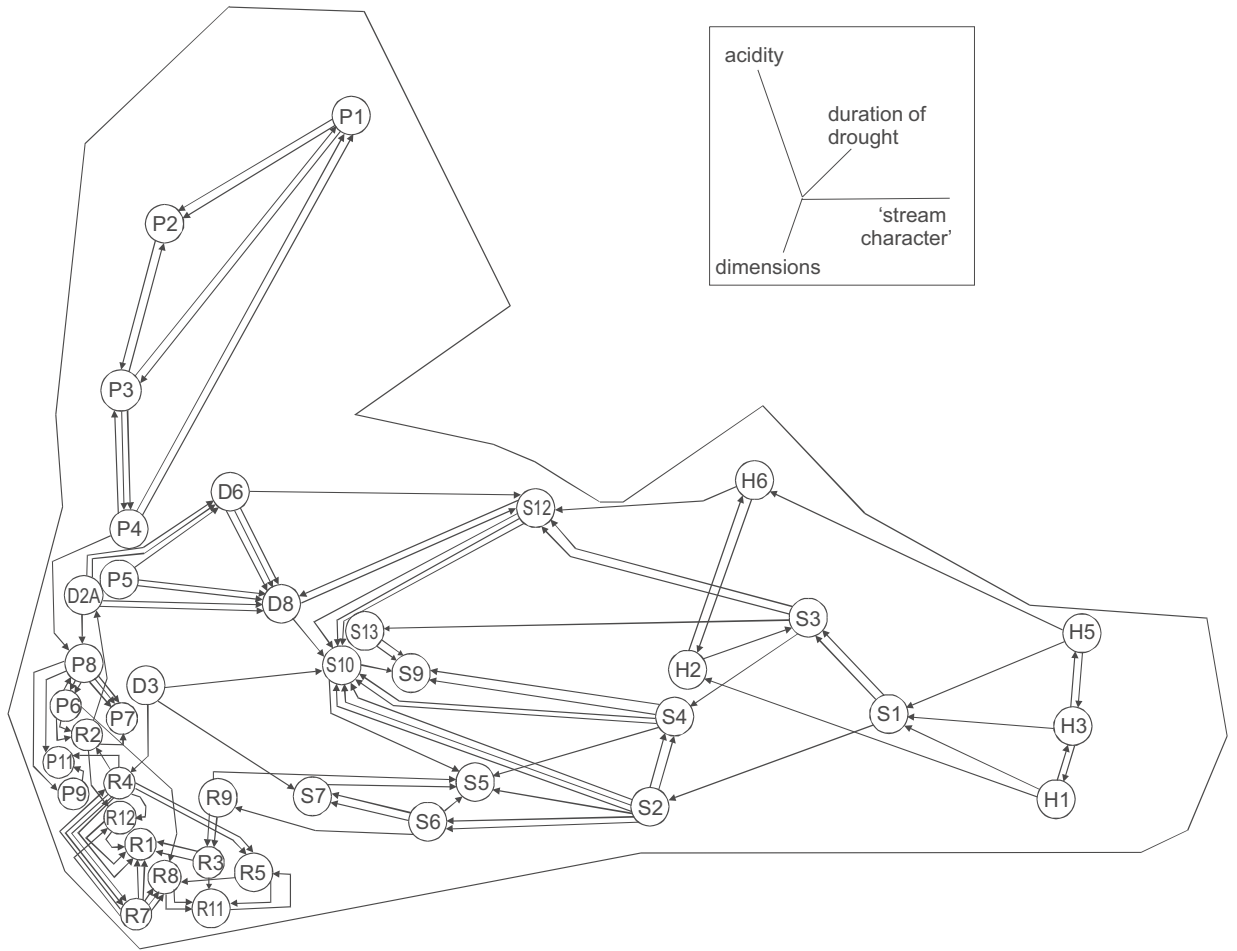 acidity
duration of
drought
'stream
character'
dimensions
P1
P2
P3
P4
D6
H6
S12
P5
D2A
D8
S13
S3
H5
P8
S10
S9
H2
D3
P6
P7
S4
S1
H3
R2
P11
R4
P9
R9
S7
S5
S2
H1
R12
S6
R1
R3
R8
R5
R7
R11